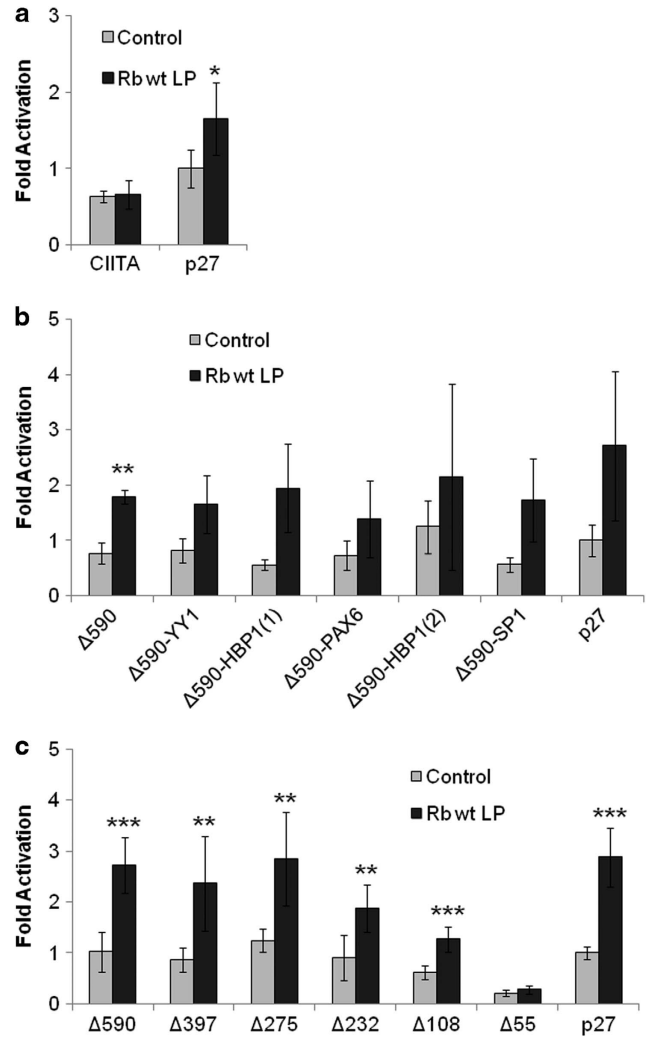 a
3
2
1
0
Fold Activation
Control
Rb wt LP
*
CIITA p27
b
5
4
3
2
1
0
Fold Activation
Control
Rb wt LP
**
Δ590 Δ590-YY1 Δ590-HBP1(1) Δ590-PAX6 Δ590-HBP1(2) Δ590-SP1 p27
c
5
4
3
2
1
0
Fold Activation
Control
Rb wt LP
*** ** ** ** *** ***
Δ590 Δ397 Δ275 Δ232 Δ108 Δ55 p27